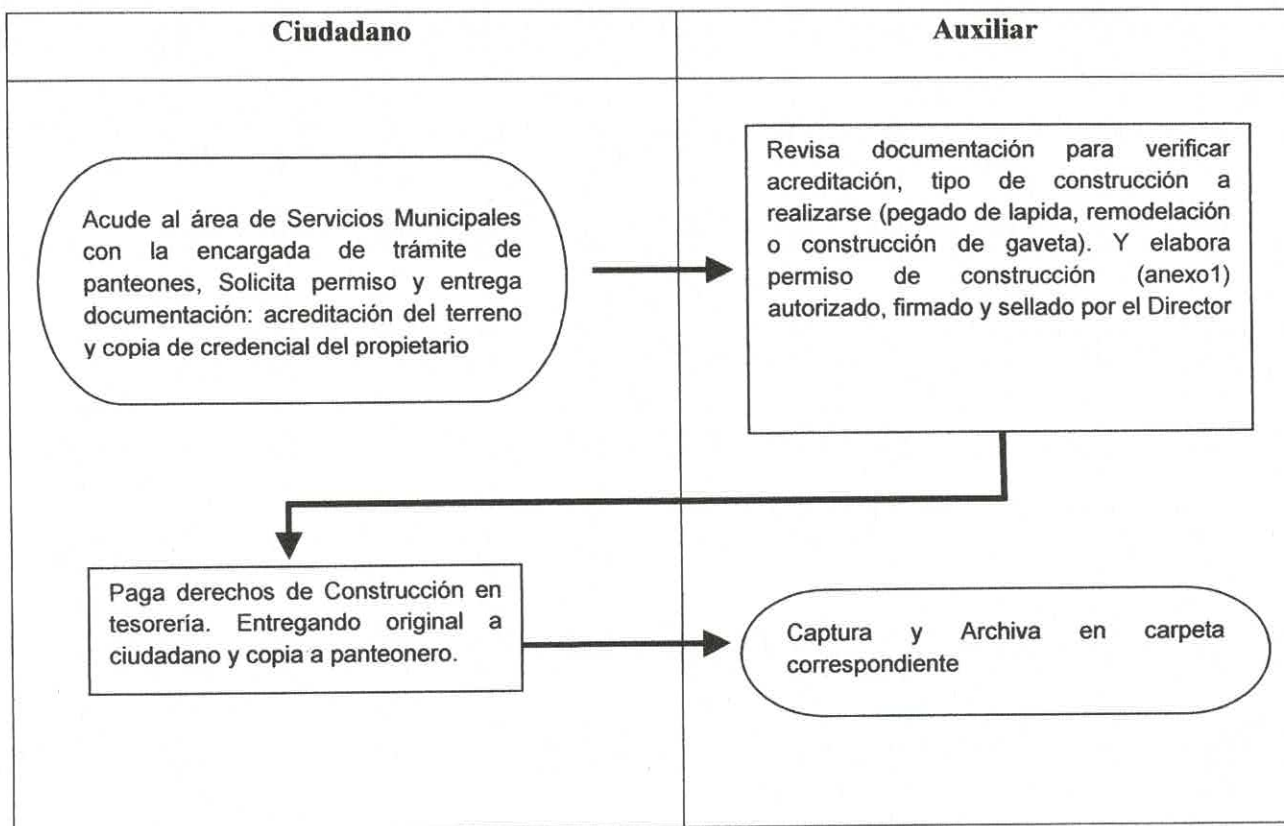 Ciudadano
Auxiliar
Acude al área de Servicios Municipales
con la encargada de trámite de
panteones, Solicita permiso y entrega
documentación: acreditación del terreno
y copia de credencial del propietario
Revisa documentación para verificar
acreditación, tipo de construcción a
realizarse (pegado de lapida, remodelación
o construcción de gaveta). Y elabora
permiso de construcción (anexo1)
autorizado, firmado y sellado por el Director
Paga derechos de Construcción en
tesorería. Entregando original a
ciudadano y copia a panteonero.
Captura y Archiva en carpeta
correspondiente